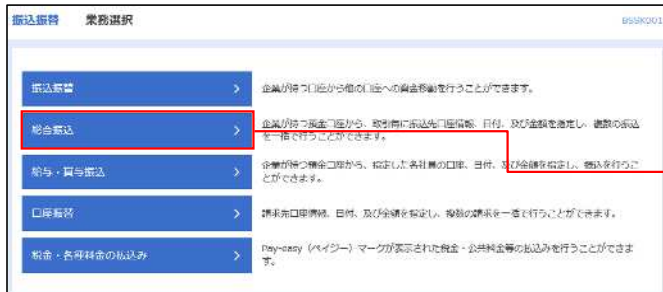 振込振替　業務選択
BSSK001
振込振替
企業が持つ口座から他の口座への資金移動を行うことができます。
総合振込
企業が持つ預金口座から、取引毎に振込先口座情報、日付、及び金額を指定し、複数の振込
を一括で行うことができます。
給与・賞与振込
企業が持つ預金口座から、指定した各社員の口座、日付、及び金額を指定し、振込を行うこ
とができます。
口座振替
請求先口座情報、日付、及び金額を指定し、複数の請求を一括で行うことができます。
税金・各種料金の払込み
Pay-easy（ペイジー）マークが表示された税金・公共料金等の払込みを行うことができま
す。